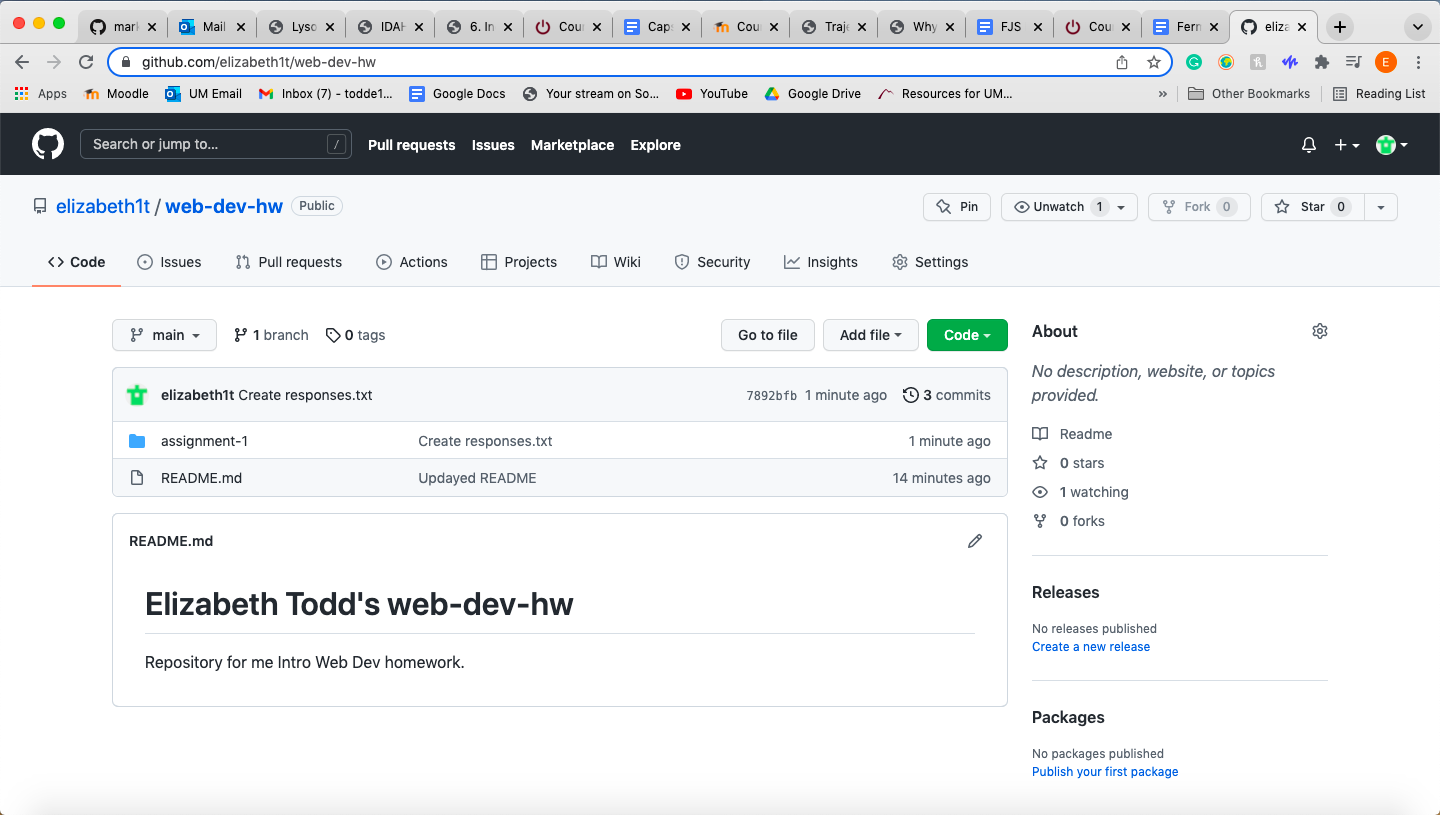 mark Mail Lyso IDAH 6. In Cour Caps Cour Traje Why FJS Cour Fern eliza
github.com/elizabeth1t/web-dev-hw E
Apps Moodle UM Email Inbox (7) - todde1... Google Docs Your stream on So... YouTube Google Drive Resources for UM... » Other Bookmarks Reading List
Search or jump to... / Pull requests Issues Marketplace Explore
elizabeth1t / web-dev-hw Public Pin Unwatch 1 Fork 0 Star 0
Code Issues Pull requests Actions Projects Wiki Security Insights Settings
main 1 branch 0 tags Go to file Add file Code About
No description, website, or topics
provided.
elizabeth1t Create responses.txt 7892bfb 1 minute ago 3 commits
assignment-1 Create responses.txt 1 minute ago
README.md Updayed README 14 minutes ago
Readme
0 stars
1 watching
0 forks
README.md
Elizabeth Todd's web-dev-hw
Repository for me Intro Web Dev homework.
Releases
No releases published
Create a new release
Packages
No packages published
Publish your first package